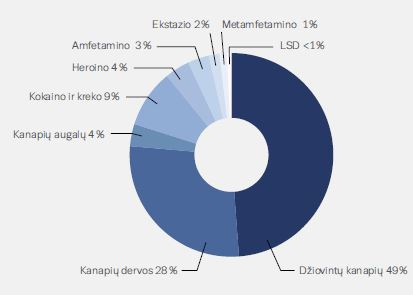 Ekstazio 2%
Metamfetamino 1%
Amfetamino 3%
LSD <1%
Heroino 4%
Kokaino ir kreko 9%
Kanapių augalų 4%
Kanapių dervos 28%
Džiovintų kanapių 49%